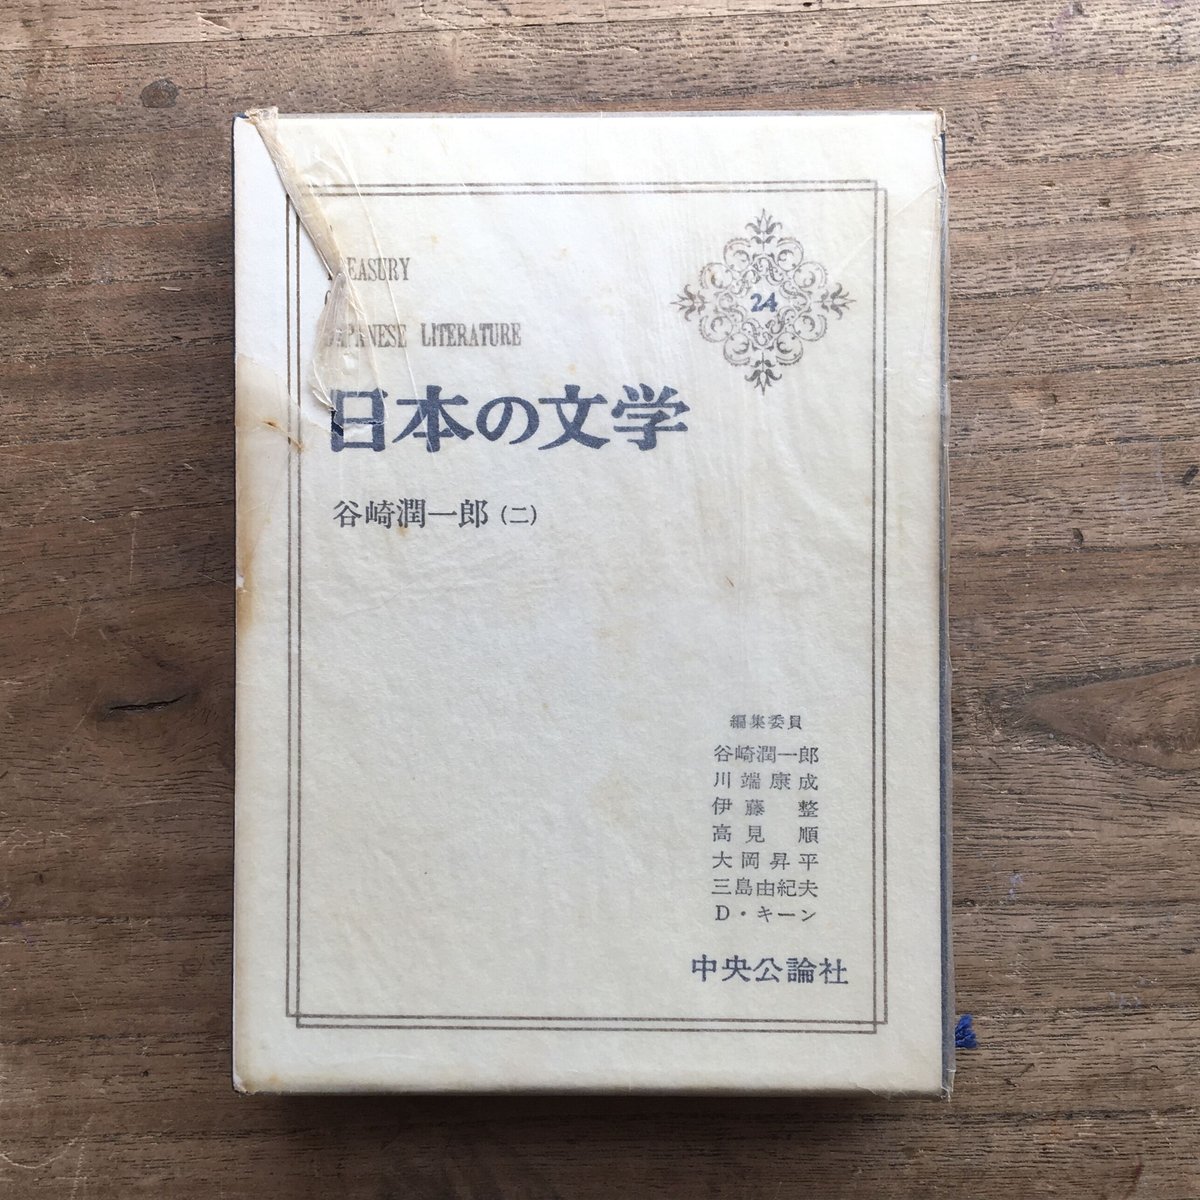 TREASURY
JAPANESE LITERATURE
24
日本の文学
谷崎潤一郎(二)
編集委員
谷崎潤一郎
川端康成
伊藤 整
高見 順
大岡昇平
三島由紀夫
D・キーン
中央公論社